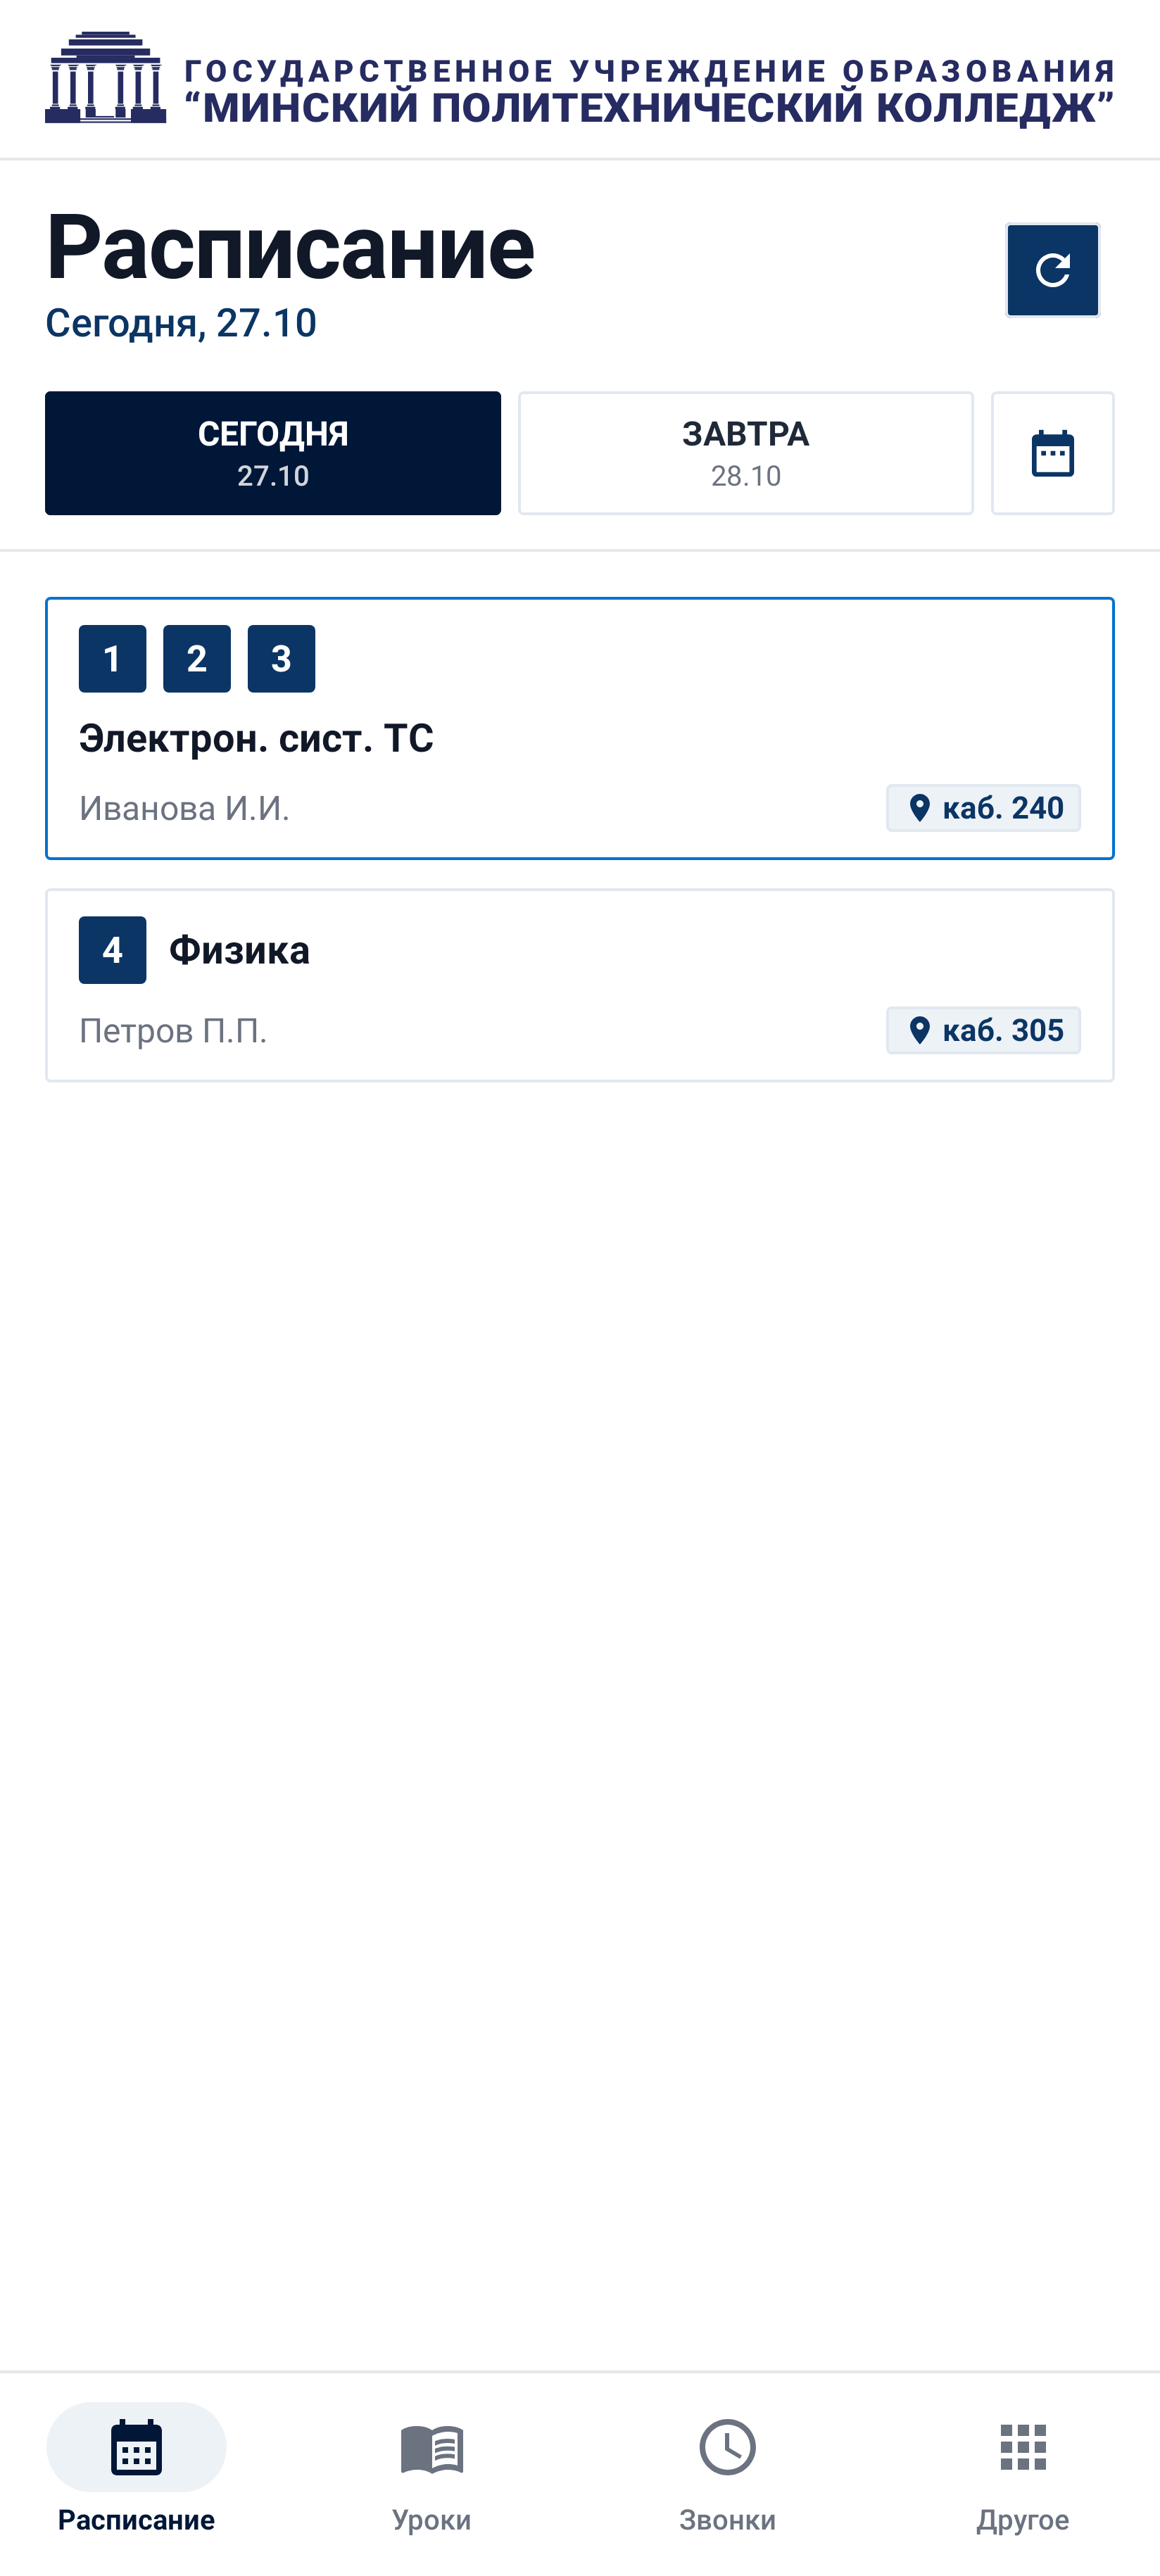 ГОСУДАРСТВЕННОЕ УЧРЕЖДЕНИЕ ОБРАЗОВАНИЯ
“МИНСКИЙ ПОЛИТЕХНИЧЕСКИЙ КОЛЛЕДЖ”
Расписание
Сегодня, 27.10
СЕГОДНЯ
27.10
ЗАВТРА
28.10
1 2 3
Электрон. сист. ТС
Иванова И.И.
каб. 240
4 Физика
Петров П.П.
каб. 305
Расписание
Уроки
Звонки
Другое